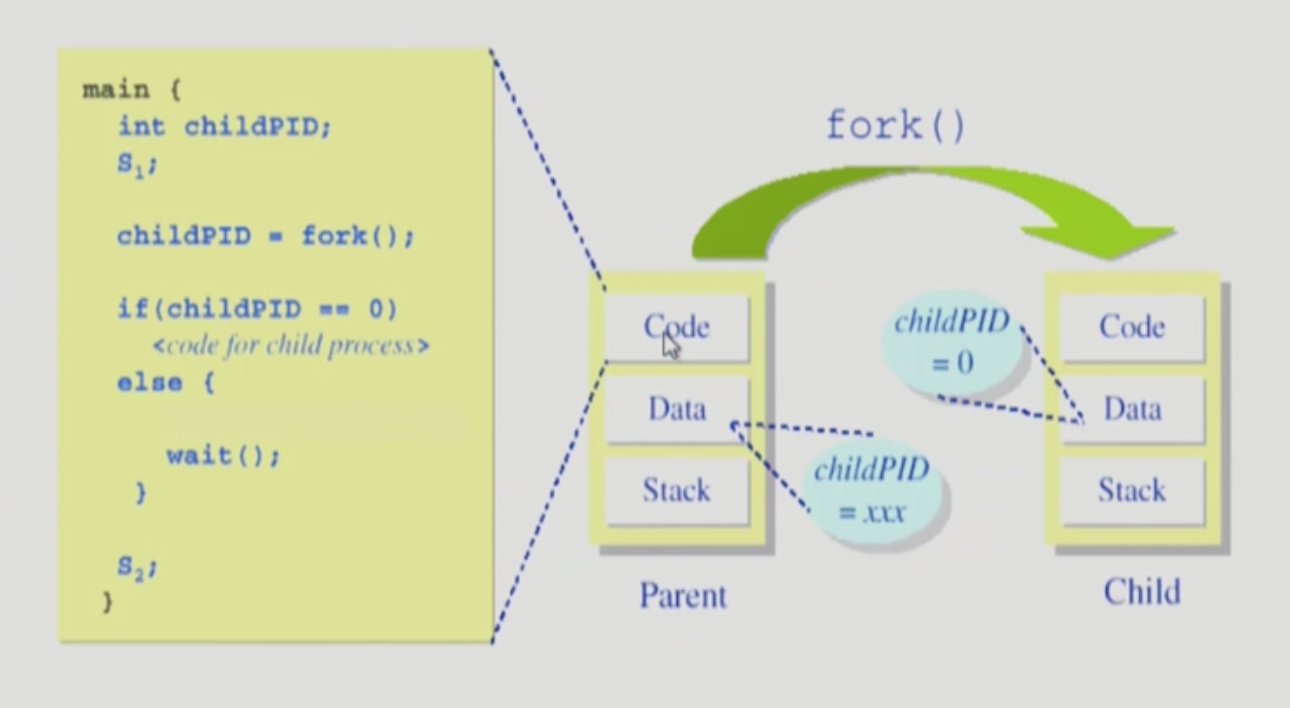 main {
int childPID;
S₁;
childPID = fork();
if(childPID == 0)
<code for child process>
else {
wait();
}
S₂;
}
fork()
Code
Data
Stack
Parent
childPID
= xxx
childPID
= 0
Code
Data
Stack
Child